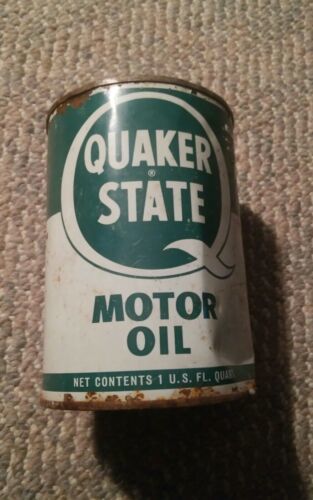 QUAKER
®
STATE
MOTOR
OIL
NET CONTENTS 1 U.S. FL. QUART